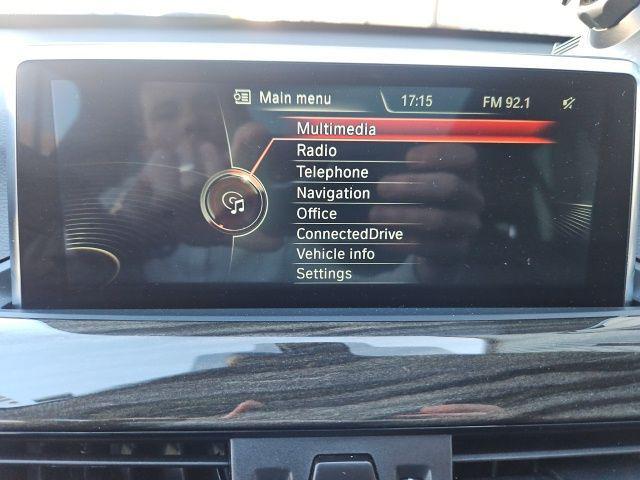 Main menu 17:15 FM 92.1
Multimedia
Radio
Telephone
Navigation
Office
ConnectedDrive
Vehicle info
Settings